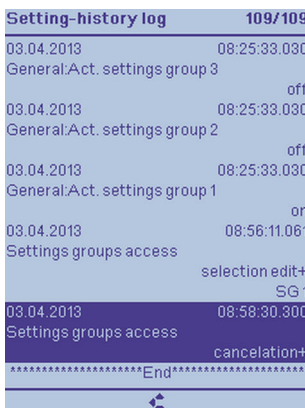 Setting-history log 109/109
03.04.2013 08:25:33.030
General:Act. settings group 3
off
03.04.2013 08:25:33.030
General:Act. settings group 2
off
03.04.2013 08:25:33.030
General:Act. settings group 1
on
03.04.2013 08:56:11.061
Settings groups access
selection edit+
SG 1
03.04.2013 08:58:30.300
Settings groups access
cancelation+
*********************End**********************